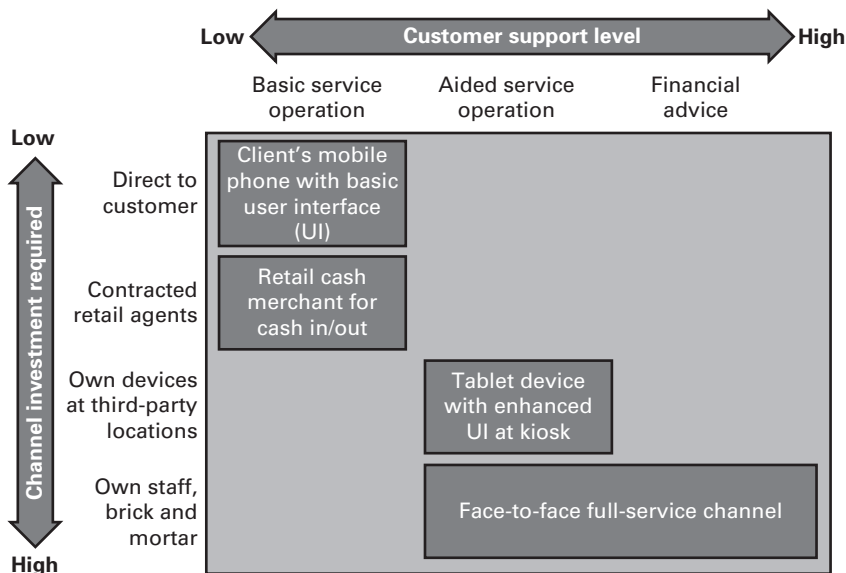 Low
Customer support level
High
Basic service
operation
Aided service
operation
Financial
advice
Low
Channel investment required
High
Direct to
customer
Client's mobile
phone with basic
user interface
(UI)
Contracted
retail agents
Retail cash
merchant for
cash in/out
Own devices
at third-party
locations
Tablet device
with enhanced
UI at kiosk
Own staff,
brick and
mortar
Face-to-face full-service channel